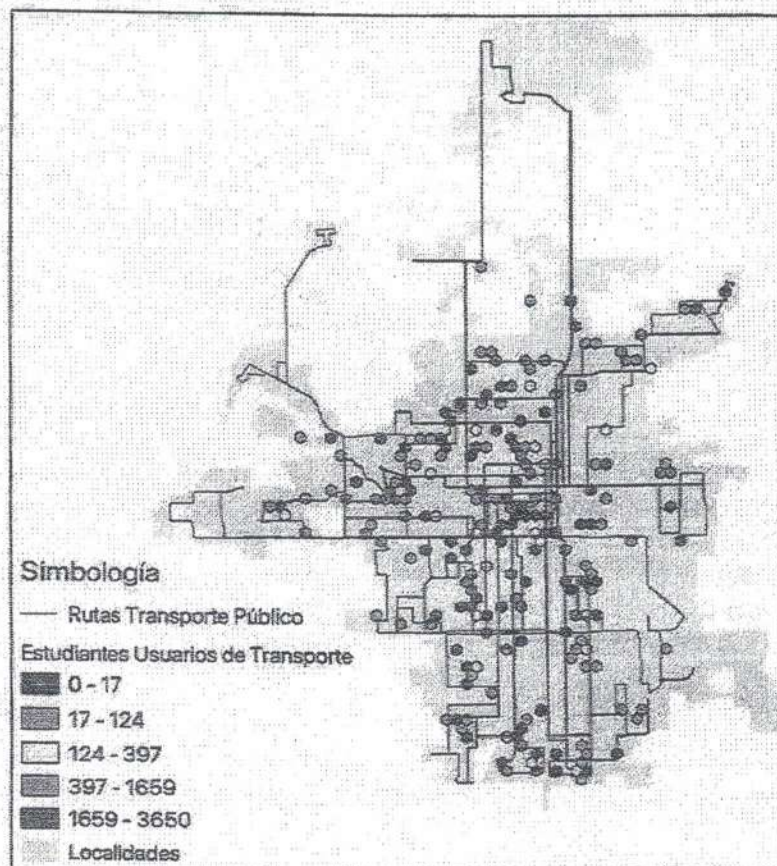 Simbología
Rutas Transporte Público
Estudiantes Usuarios de Transporte
0 - 17
17 - 124
124 - 397
397 - 1659
1659 - 3650
Localidades